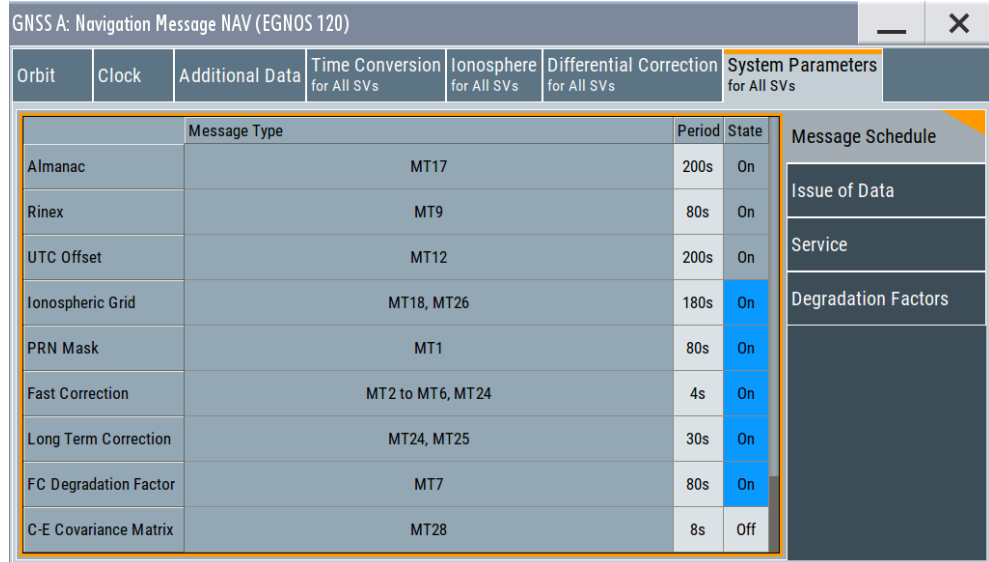 GNSS A: Navigation Message NAV (EGNOS 120)
Orbit Clock Additional Data Time Conversion for All SVs Ionosphere for All SVs Differential Correction for All SVs System Parameters for All SVs
Message Type Period State
Almanac MT17 200s On
Rinex MT9 80s On
UTC Offset MT12 200s On
Ionospheric Grid MT18, MT26 180s On
PRN Mask MT1 80s On
Fast Correction MT2 to MT6, MT24 4s On
Long Term Correction MT24, MT25 30s On
FC Degradation Factor MT7 80s On
C-E Covariance Matrix MT28 8s Off
Message Schedule
Issue of Data
Service
Degradation Factors